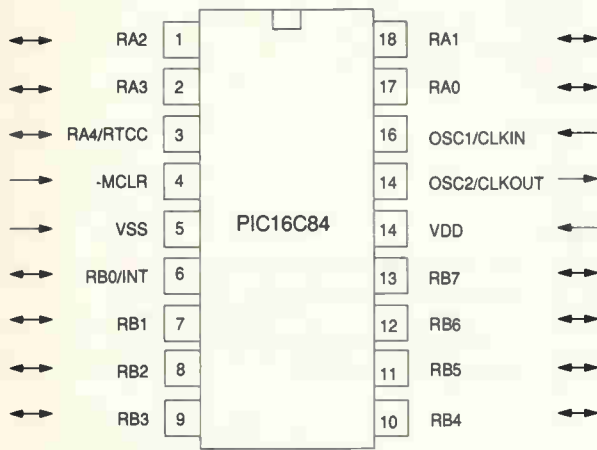 RA2 1 18 RA1
RA3 2 17 RA0
RA4/RTCC 3 16 OSC1/CLKIN
-MCLR 4 14 OSC2/CLKOUT
VSS 5 PIC16C84 14 VDD
RB0/INT 6 13 RB7
RB1 7 12 RB6
RB2 8 11 RB5
RB3 9 10 RB4